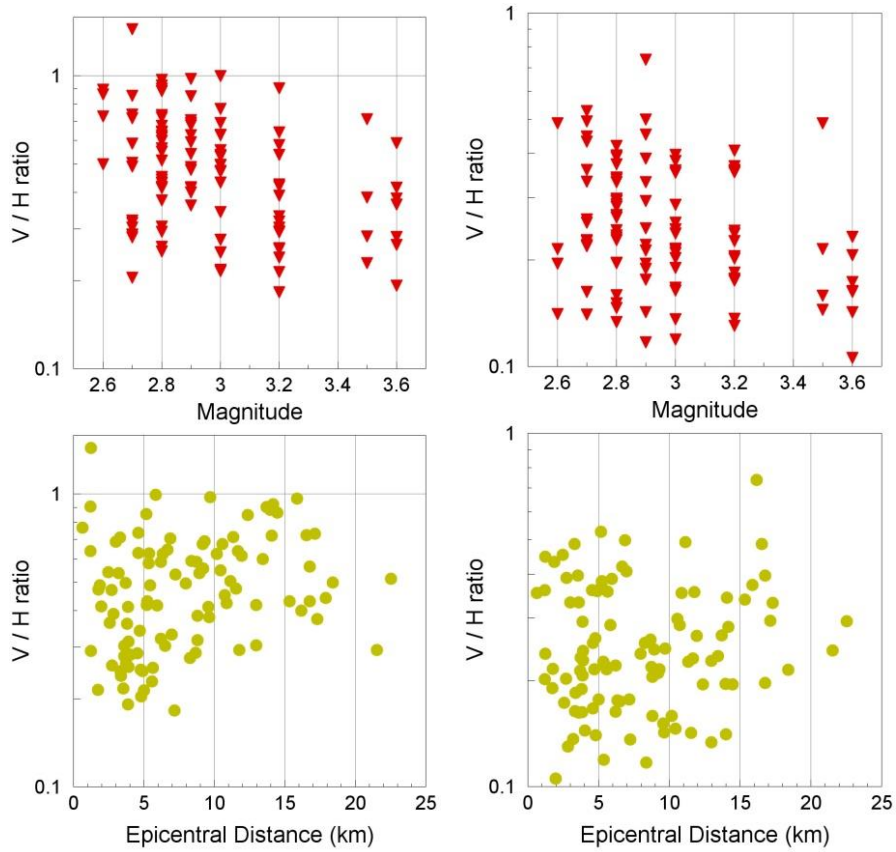 1
V / H ratio
0.1
2.6 2.8 3 3.2 3.4 3.6
Magnitude
1
V / H ratio
0.1
2.6 2.8 3 3.2 3.4 3.6
Magnitude
1
V / H ratio
0.1
0 5 10 15 20 25
Epicentral Distance (km)
1
V / H ratio
0.1
0 5 10 15 20 25
Epicentral Distance (km)